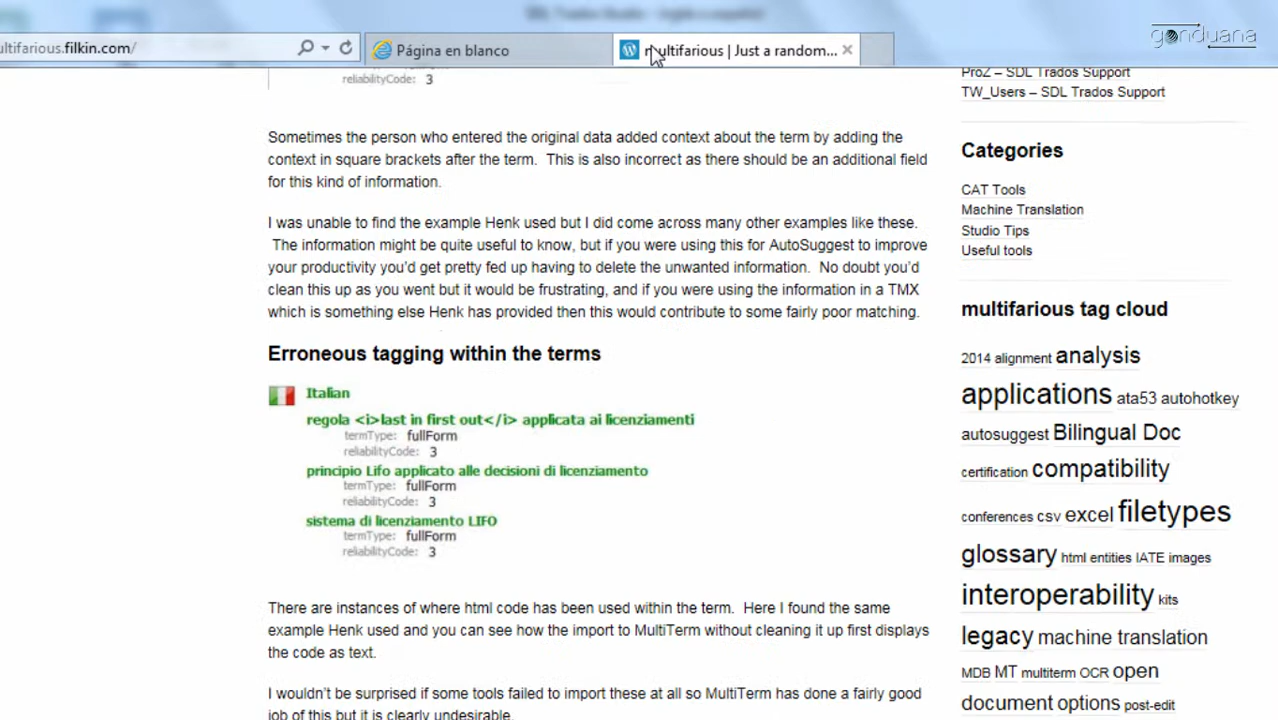 gonduana
ultifarious.filkin.com/
Página en blanco
multifarious | Just a random...
reliabilityCode: 3
Sometimes the person who entered the original data added context about the term by adding the
context in square brackets after the term. This is also incorrect as there should be an additional field
for this kind of information.
I was unable to find the example Henk used but I did come across many other examples like these.
The information might be quite useful to know, but if you were using this for AutoSuggest to improve
your productivity you'd get pretty fed up having to delete the unwanted information. No doubt you'd
clean this up as you went but it would be frustrating, and if you were using the information in a TMX
which is something else Henk has provided then this would contribute to some fairly poor matching.
Erroneous tagging within the terms
Italian
regola <i>last in first out</i> applicata ai licenziamenti
termType: fullForm
reliabilityCode: 3
principio Lifo applicato alle decisioni di licenziamento
termType: fullForm
reliabilityCode: 3
sistema di licenziamento LIFO
termType: fullForm
reliabilityCode: 3
There are instances of where html code has been used within the term. Here I found the same
example Henk used and you can see how the import to MultiTerm without cleaning it up first displays
the code as text.
I wouldn't be surprised if some tools failed to import these at all so MultiTerm has done a fairly good
job of this but it is clearly undesirable.
ProZ – SDL Trados Support
TW_Users – SDL Trados Support
Categories
CAT Tools
Machine Translation
Studio Tips
Useful tools
multifarious tag cloud
2014 alignment analysis
applications ata53 autohotkey
autosuggest Bilingual Doc
certification compatibility
conferences csv excel filetypes
glossary html entities IATE images
interoperability kits
legacy machine translation
MDB MT multiterm OCR open
document options post-edit